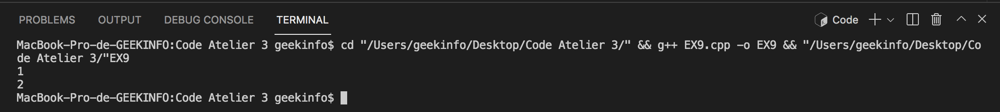 PROBLEMS OUTPUT DEBUG CONSOLE TERMINAL Code
MacBook-Pro-de-GEEKINFO:Code Atelier 3 geekinfo$ cd "/Users/geekinfo/Desktop/Code Atelier 3/" && g++ EX9.cpp -o EX9 && "/Users/geekinfo/Desktop/Co
de Atelier 3/"EX9
1
2
MacBook-Pro-de-GEEKINFO:Code Atelier 3 geekinfo$